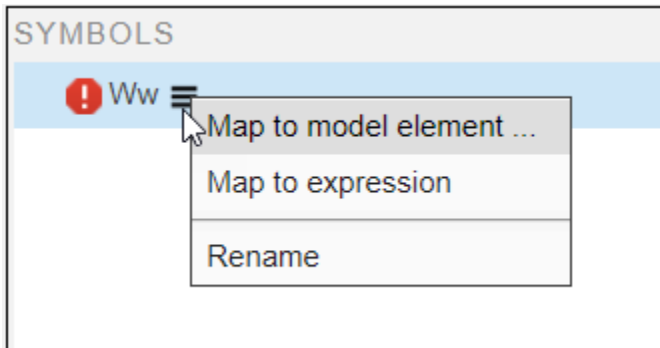 SYMBOLS
Ww
Map to model element ...
Map to expression
Rename